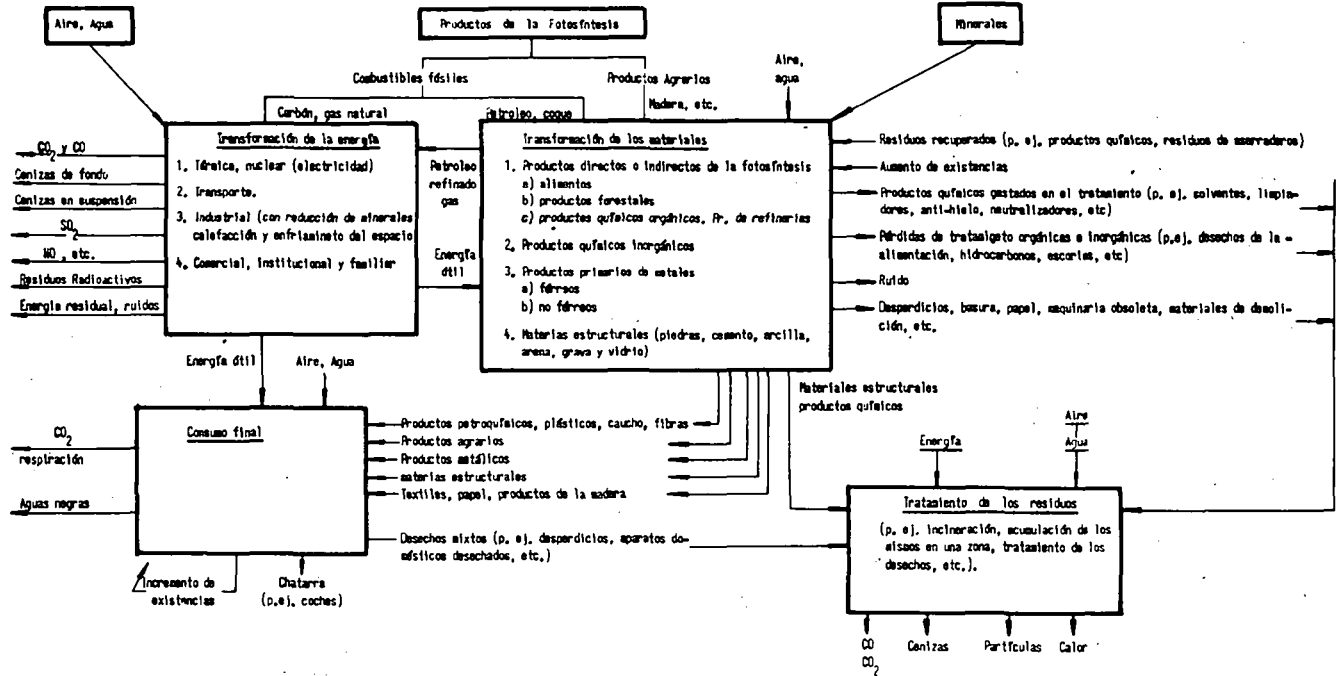 Aire, Agua
Productos de la Fotosíntesis
Minerales
Combustibles fósiles
Productos Agrarios
Aire,
agua
Madera, etc.
Carbón, gas natural
Petroleo, coque
Transformación de la energía
1. Térmica, nuclear (electricidad)
2. Transporte.
3. Industrial (con reducción de minerales
calefacción y enfriamineto del espacio
4. Comercial, institucional y familiar
CO2 y CO
Cenizas de fondo
Cenizas en suspensión
SO2
NO, etc.
Residuos Radioactivos
Energía residual, ruidos
Petroleo
refinado
gas
Energía
útil
Transformación de los materiales
1. Productos directos o indirectos de la fotosíntesis
a) alimentos
b) productos forestales
c) productes químicos orgánicos. Pr. de refinerias
2. Productos químicos inorgánicos
3. Productos primarios de metales
a) férreos
b) no férreos
4. Materias estructurales (piedras, cemento, arcilla,
arena, grava y vidrio)
Residuos recuperados (p. ej. productos químicos, residuos de aserraderos)
Aumento de existencias
Productos químicos gastados en el tratamiento (p. ej. solventes, limpia-
dores, anti-hielo, neutralizadores, etc)
Pérdidas de tratamiento orgánicas e inorgánicas (p.e). desechos de la
alimentación, hidrocarbonos, escorias, etc)
Ruido
Desperdicios, basura, papel, maquinaria obsoleta, materiales de demoli-
ción, etc.
Energía útil
Aire, Agua
Materiales estructurales
productos químicos
Consumo final
CO2
respiración
Aguas negras
Productos petroquímicos, plásticos, caucho, fibras
Productos agrarios
Productos metálicos
materias estructurales
Textiles, papel, productos de la madera
Desechos mixtos (p. ej. desperdicios, aparatos do-
mésticos desechados, etc.)
Incremento de
existencias
Chatarra
(p.ej. coches)
Energía
Aire
Agua
Tratamiento de los residuos
(p. ej. incineración, acumulación de los
mismos en una zona, tratamiento de los
desechos, etc.).
CO
CO2
Cenizas
Partículas
Calor